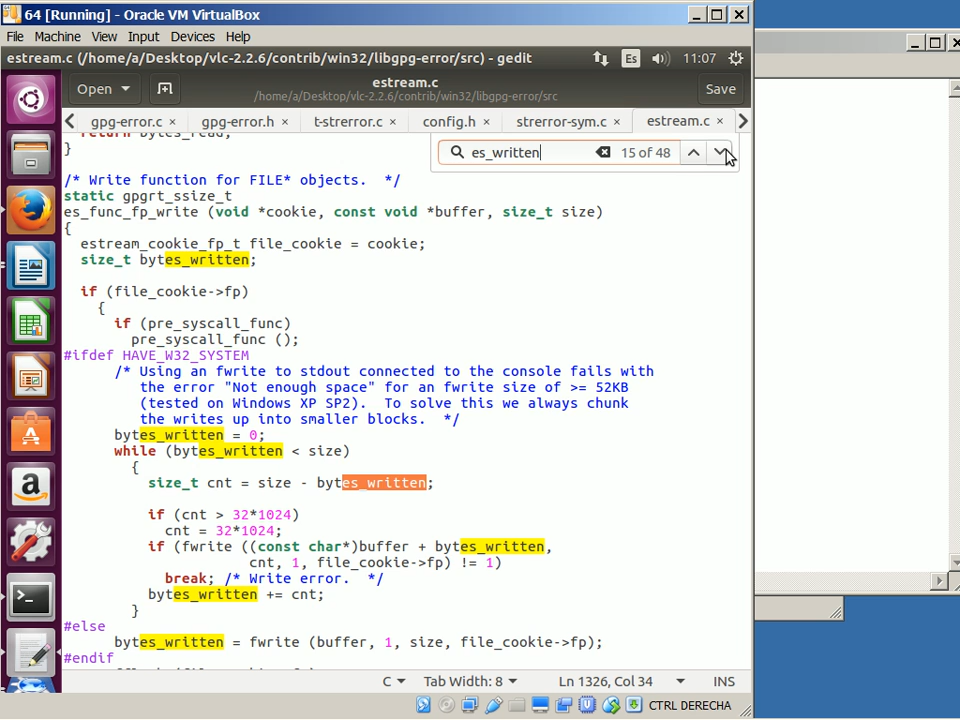 64 [Running] - Oracle VM VirtualBox
File Machine View Input Devices Help
estream.c (/home/a/Desktop/vlc-2.2.6/contrib/win32/libgpg-error/src) - gedit
Es
11:07
Open
estream.c
/home/a/Desktop/vlc-2.2.6/contrib/win32/libgpg-error/src
Save
gpg-error.c × gpg-error.h × t-strerror.c × config.h × strerror-sym.c × estream.c ×
es_written 15 of 48
return bytes_read;
}
/* Write function for FILE* objects.  */
static gpgrt_ssize_t
es_func_fp_write (void *cookie, const void *buffer, size_t size)
{
estream_cookie_fp_t file_cookie = cookie;
size_t bytes_written;
if (file_cookie->fp)
{
if (pre_syscall_func)
pre_syscall_func ();
#ifdef HAVE_W32_SYSTEM
/* Using an fwrite to stdout connected to the console fails with
the error "Not enough space" for an fwrite size of >= 52KB
(tested on Windows XP SP2).  To solve this we always chunk
the writes up into smaller blocks.  */
bytes_written = 0;
while (bytes_written < size)
{
size_t cnt = size - bytes_written;
if (cnt > 32*1024)
cnt = 32*1024;
if (fwrite ((const char*)buffer + bytes_written,
cnt, 1, file_cookie->fp) != 1)
break; /* Write error.  */
bytes_written += cnt;
}
#else
bytes_written = fwrite (buffer, 1, size, file_cookie->fp);
#endif
C Tab Width: 8 Ln 1326, Col 34 INS
CTRL DERECHA